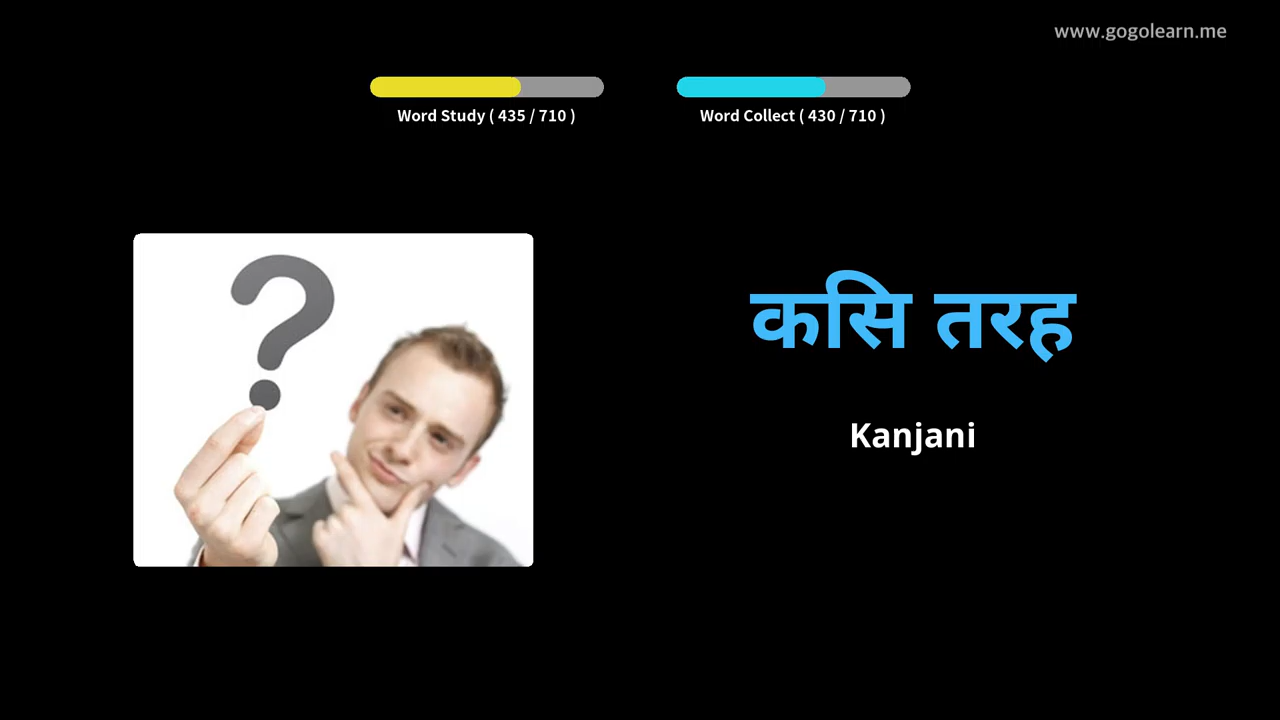 www.gogolearn.me
Word Study ( 435 / 710 )
Word Collect ( 430 / 710 )
कसि तरह
Kanjani